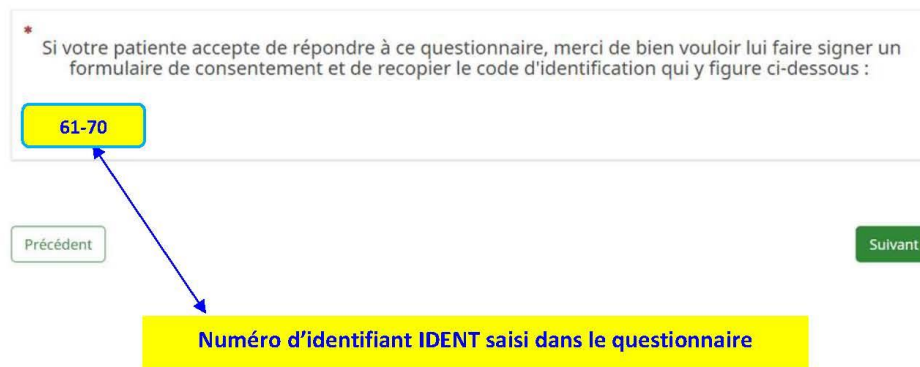 *
Si votre patiente accepte de répondre à ce questionnaire, merci de bien vouloir lui faire signer un
formulaire de consentement et de recopier le code d'identification qui y figure ci-dessous :
61-70
Précédent
Suivant
Numéro d'identifiant IDENT saisi dans le questionnaire